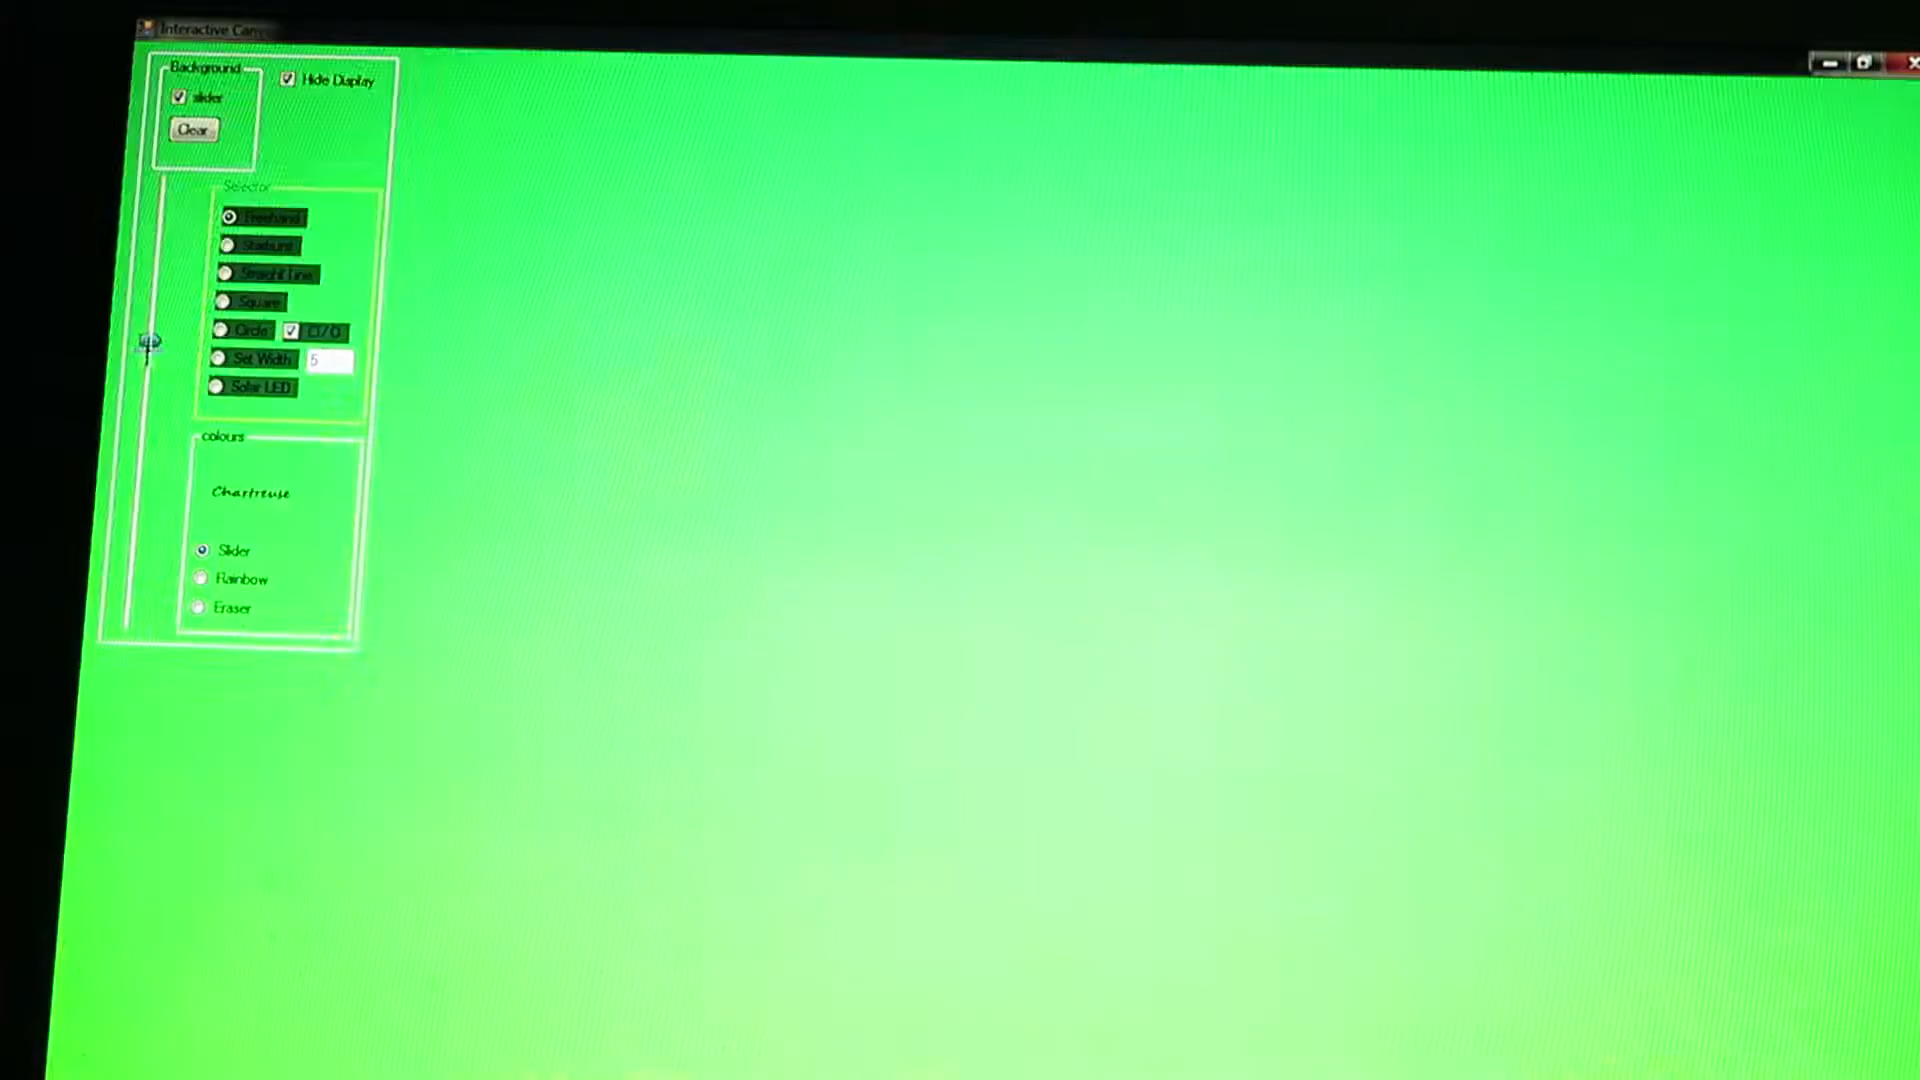 Interactive Can
Background
Hide Display
slider
Clear
Selector
Freehand
Starburst
Straight Line
Square
Circle
Set Width 5
Solar LED
colours
Chartreuse
Slider
Rainbow
Eraser